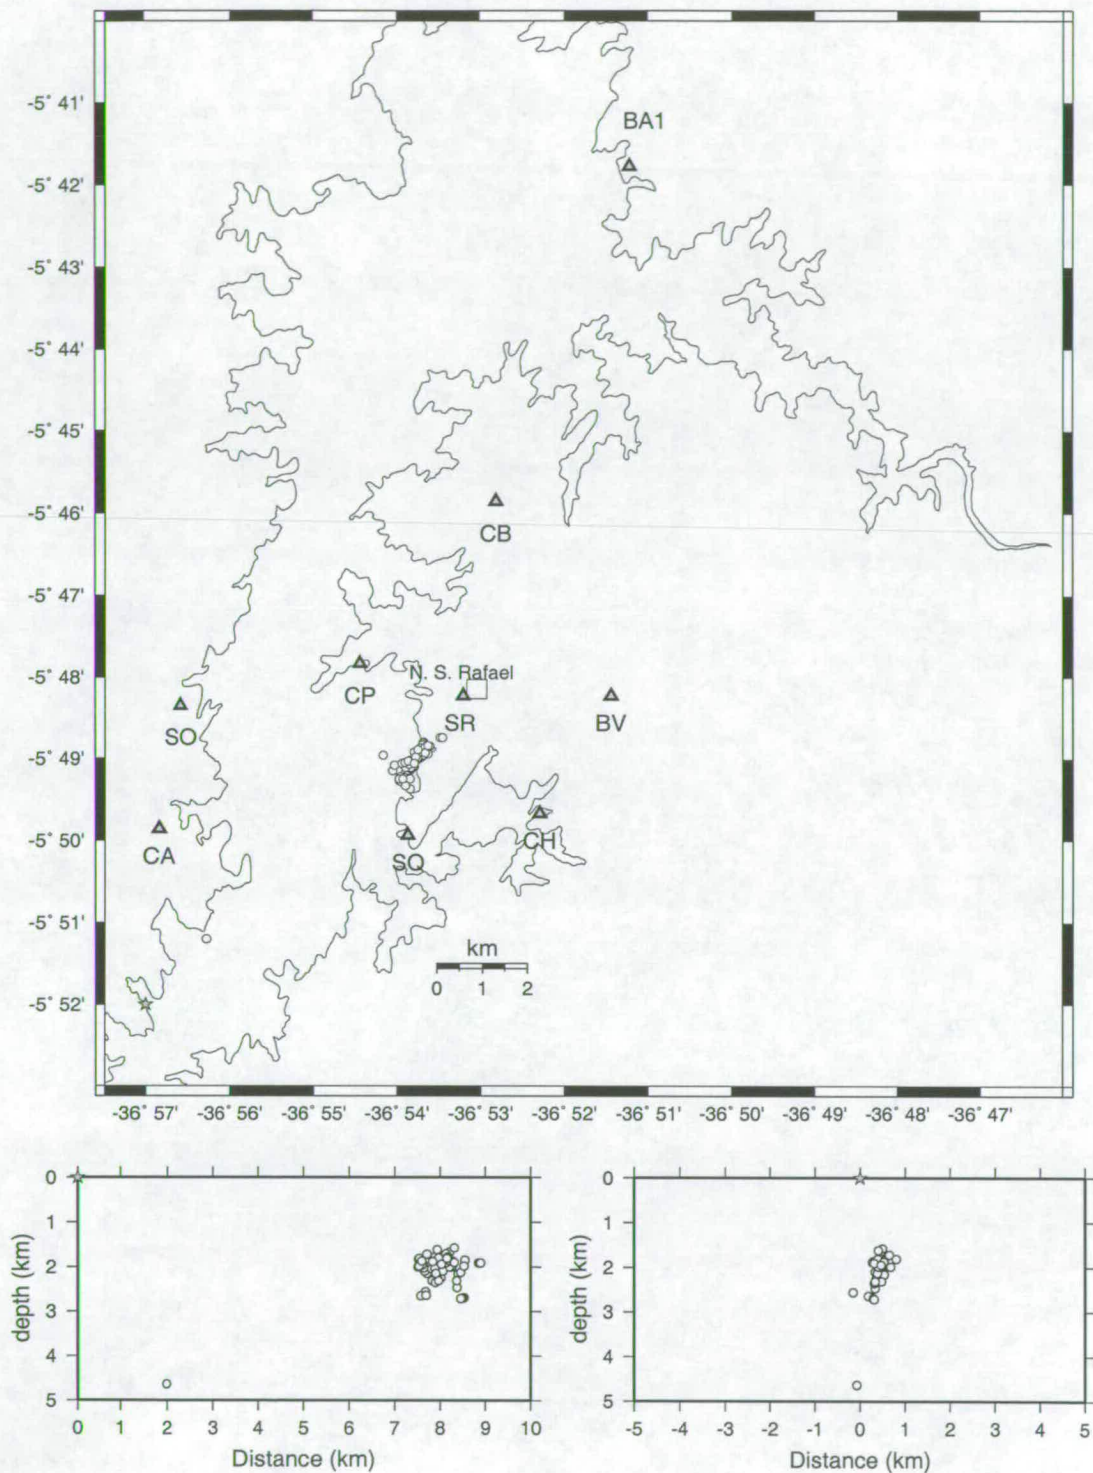 -5° 41'
BA1
-5° 42'
-5° 43'
-5° 44'
-5° 45'
-5° 46'
CB
-5° 47'
-5° 48'
N. S. Rafael
CP
SR
BV
SO
-5° 49'
-5° 50'
CA
SQ
CH
-5° 51'
km
0 1 2
-5° 52'
-36° 57' -36° 56' -36° 55' -36° 54' -36° 53' -36° 52' -36° 51' -36° 50' -36° 49' -36° 48' -36° 47'
0
1
2
3
4
5
depth (km)
0 1 2 3 4 5 6 7 8 9 10
Distance (km)
0
1
2
3
4
5
depth (km)
-5 -4 -3 -2 -1 0 1 2 3 4 5
Distance (km)